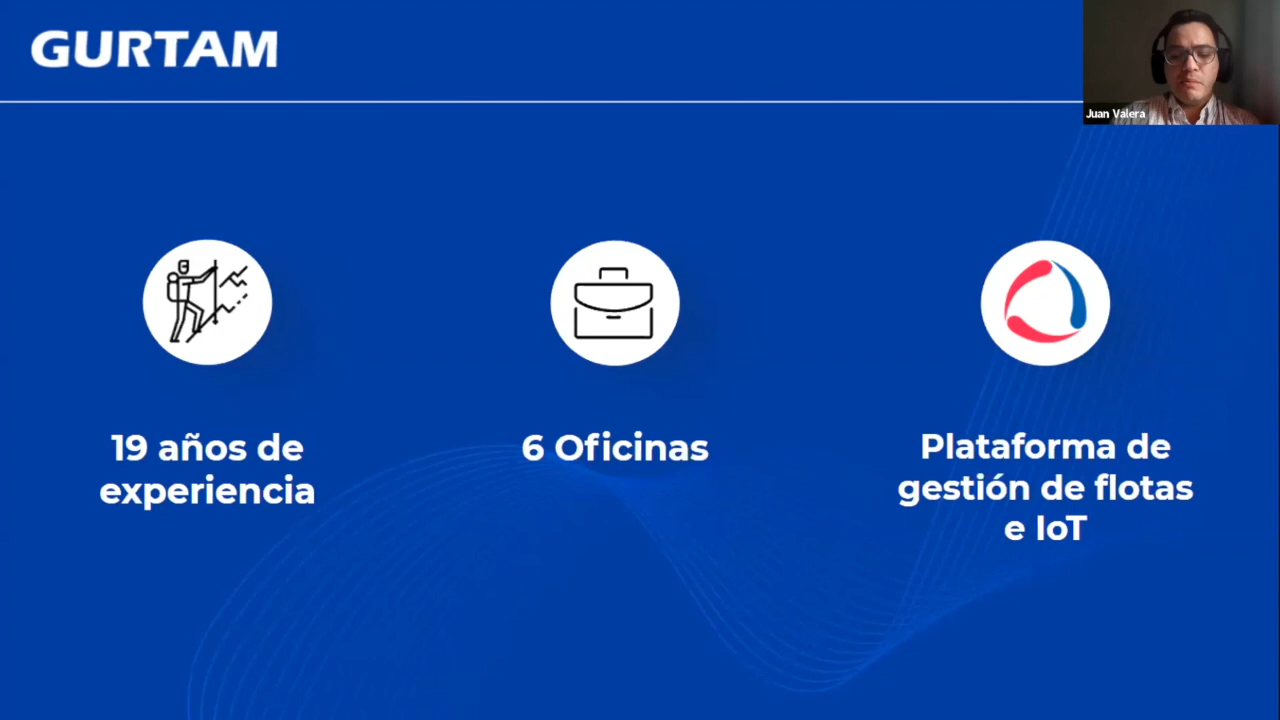 GURTAM
Juan Valera
19 años de
experiencia
6 Oficinas
Plataforma de
gestión de flotas
e IoT